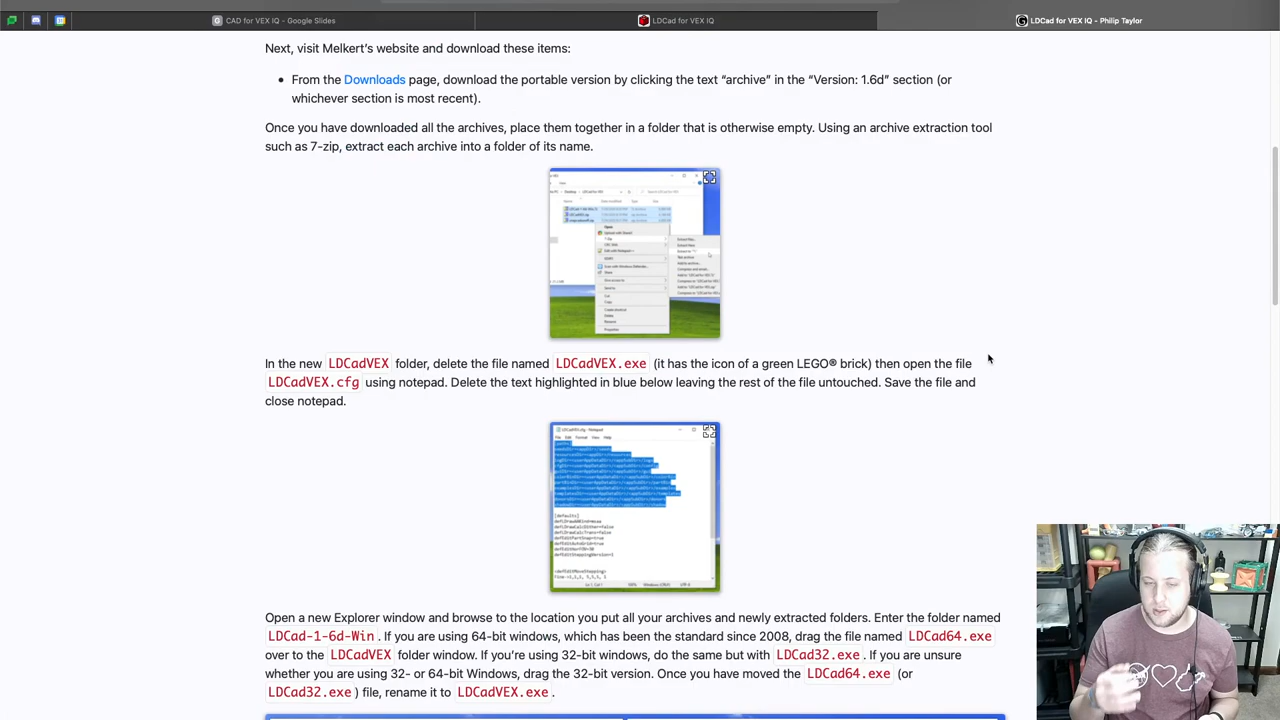 CAD for VEX IQ - Google Slides
LDCad for VEX IQ
LDCad for VEX IQ - Philip Taylor
Next, visit Melkert's website and download these items:
• From the Downloads page, download the portable version by clicking the text “archive” in the “Version: 1.6d” section (or
whichever section is most recent).
Once you have downloaded all the archives, place them together in a folder that is otherwise empty. Using an archive extraction tool
such as 7-zip, extract each archive into a folder of its name.
In the new LDCadVEX folder, delete the file named LDCadVEX.exe (it has the icon of a green LEGO® brick) then open the file
LDCadVEX.cfg using notepad. Delete the text highlighted in blue below leaving the rest of the file untouched. Save the file and
close notepad.
Open a new Explorer window and browse to the location you put all your archives and newly extracted folders. Enter the folder named
LDCad-1-6d-Win. If you are using 64-bit windows, which has been the standard since 2008, drag the file named LDCad64.exe
over to the LDCadVEX folder window. If you're using 32-bit windows, do the same but with LDCad32.exe. If you are unsure
whether you are using 32- or 64-bit Windows, drag the 32-bit version. Once you have moved the LDCad64.exe (or
LDCad32.exe) file, rename it to LDCadVEX.exe.